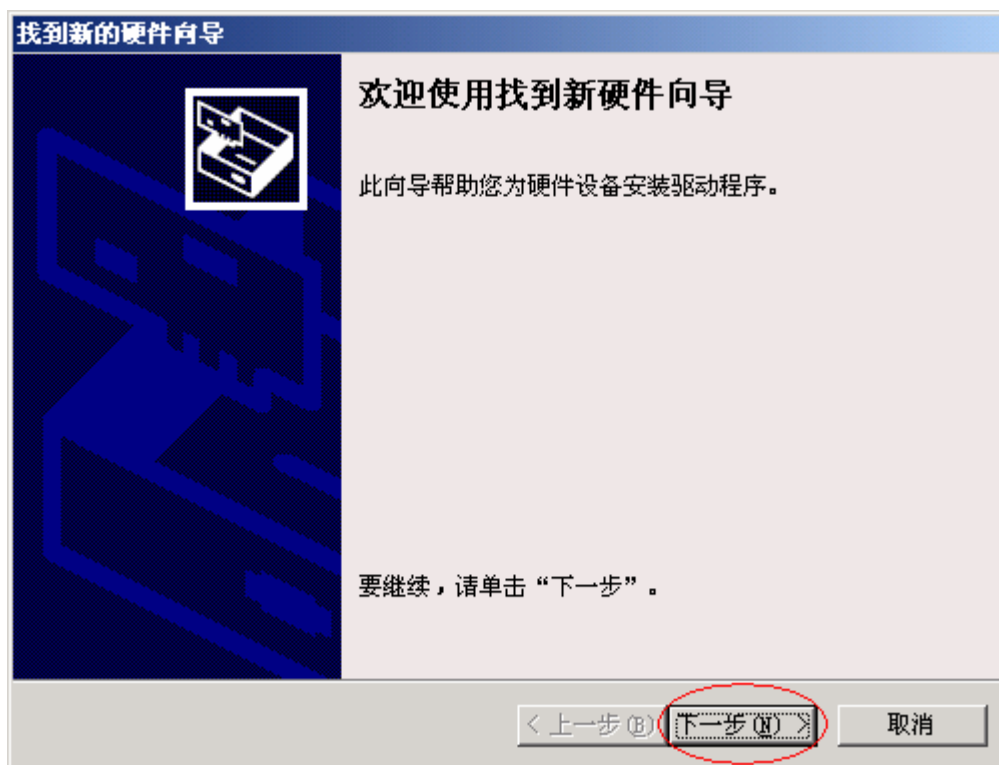 找到新的硬件向导
欢迎使用找到新硬件向导
此向导帮助您为硬件设备安装驱动程序。
要继续，请单击“下一步”。
< 上一步(B) 下一步(N) > 取消